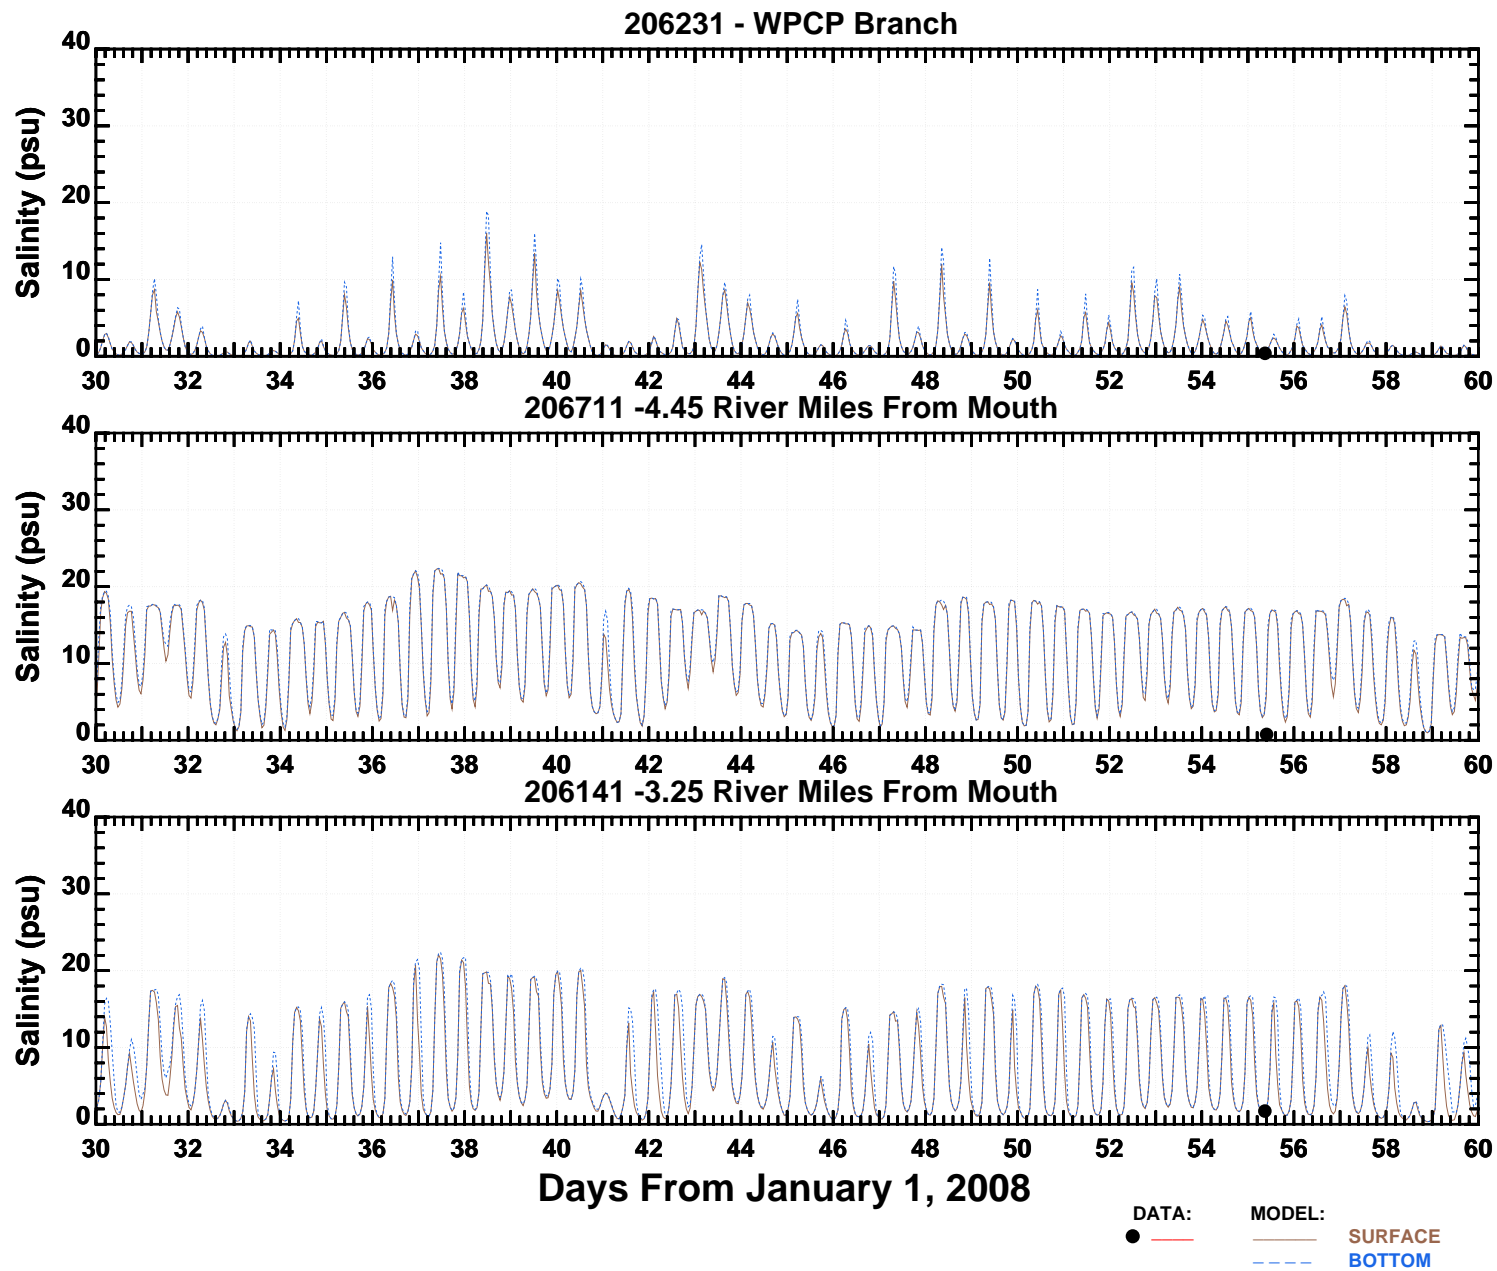 206231 - WPCP Branch
Salinity (psu)
40
30
20
10
0
30 32 34 36 38 40 42 44 46 48 50 52 54 56 58 60
206711 -4.45 River Miles From Mouth
Salinity (psu)
40
30
20
10
0
30 32 34 36 38 40 42 44 46 48 50 52 54 56 58 60
206141 -3.25 River Miles From Mouth
Salinity (psu)
40
30
20
10
0
30 32 34 36 38 40 42 44 46 48 50 52 54 56 58 60
Days From January 1, 2008
DATA: MODEL:
SURFACE
BOTTOM